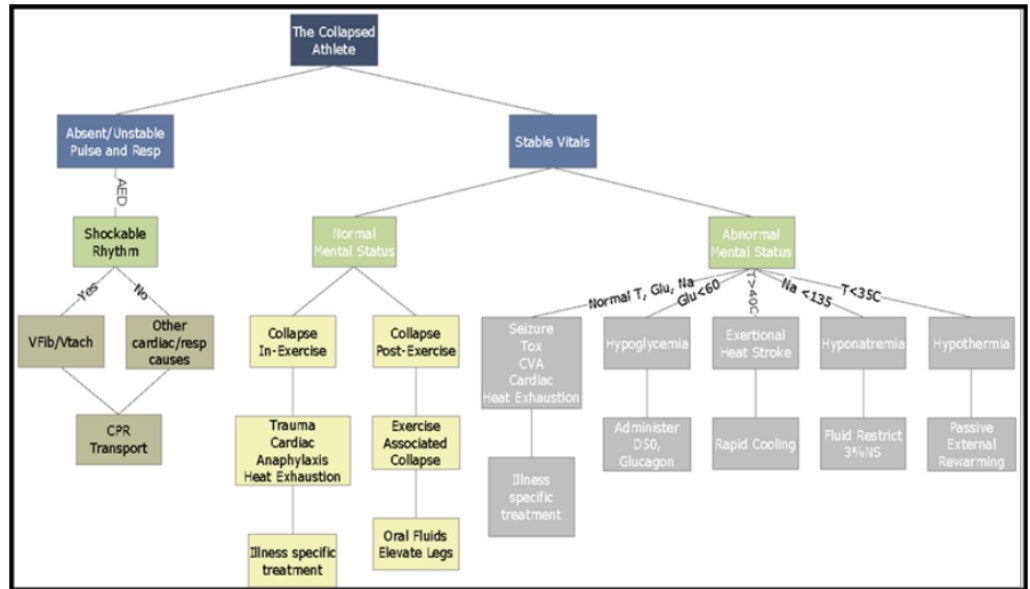 The Collapsed
Athlete
Absent/Unstable
Pulse and Resp
Stable Vitals
AED
Shockable
Rhythm
Normal
Mental Status
Abnormal
Mental Status
Yes
No
Normal T, Glu, Na
Glu<60
T>40C
Na <135
T<35C
VFib/Vtach
Other
cardiac/resp
causes
Collapse
In-Exercise
Collapse
Post-Exercise
Seizure
Tox
CVA
Cardiac
Heat Exhaustion
Hypoglycemia
Exertional
Heat Stroke
Hyponatremia
Hypothermia
CPR
Transport
Trauma
Cardiac
Anaphylaxis
Heat Exhaustion
Exercise
Associated
Collapse
Administer
D50,
Glucagon
Rapid Cooling
Fluid Restrict
3%NS
Passive
External
Rewarming
Illness
specific
treatment
Illness specific
treatment
Oral Fluids
Elevate Legs